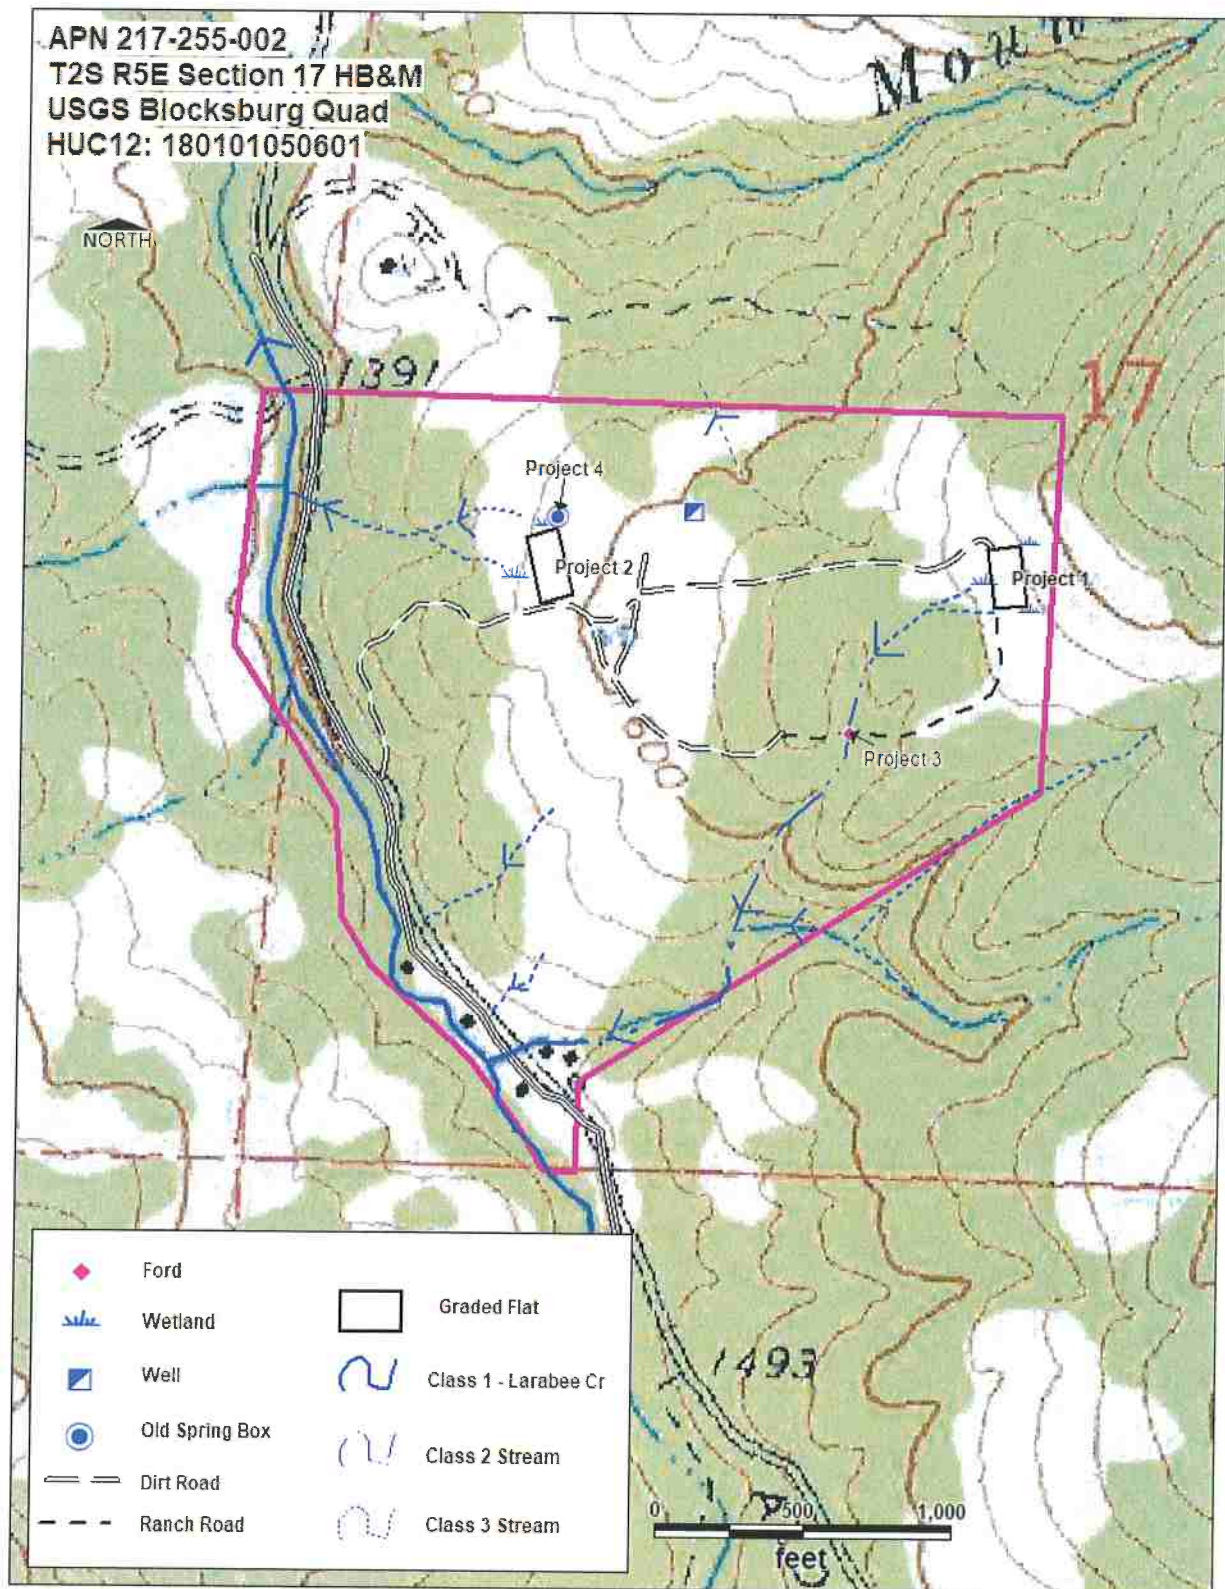 APN 217-255-002
T2S R5E Section 17 HB&M
USGS Blocksburg Quad
HUC12: 180101050601
NORTH
1391
17
Project 4
Project 2
Project 1
600
Project 3
Ford
Wetland
Well
Old Spring Box
Dirt Road
Ranch Road
Graded Flat
Class 1 - Larabee Cr
Class 2 Stream
Class 3 Stream
1493
0 500 1,000
feet